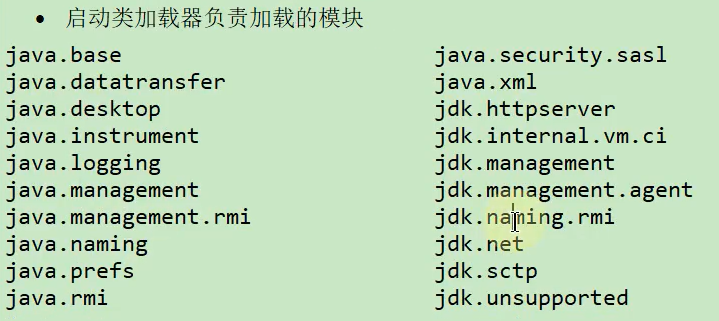 • 启动类加载器负责加载的模块
java.base java.security.sasl
java.datatransfer java.xml
java.desktop jdk.httpserver
java.instrument jdk.internal.vm.ci
java.logging jdk.management
java.management jdk.management.agent
java.management.rmi jdk.naming.rmi
java.naming jdk.net
java.prefs jdk.sctp
java.rmi jdk.unsupported